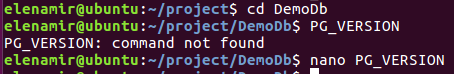 elenamir@ubuntu:~/project$ cd DemoDb
elenamir@ubuntu:~/project/DemoDb$ PG_VERSION
PG_VERSION: command not found
elenamir@ubuntu:~/project/DemoDb$ nano PG_VERSION